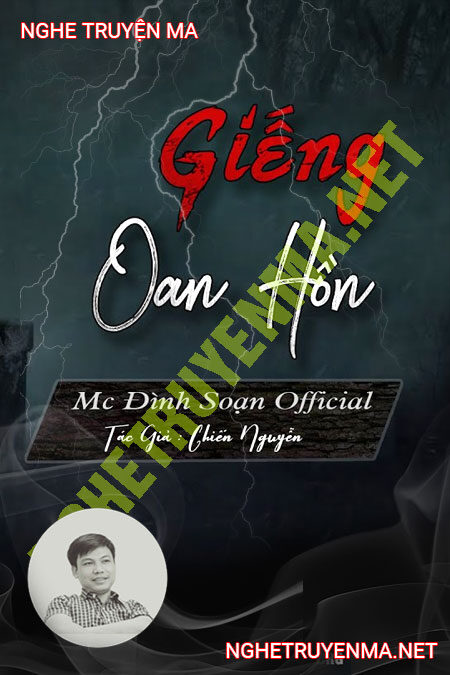 NGHE TRUYỆN MA
Giếng
Oan Hồn
NGHETRUYENMA.NET
Mc Đình Soạn Official
Tác Giả : Chiến Nguyễn
NGHETRUYENMA.NET